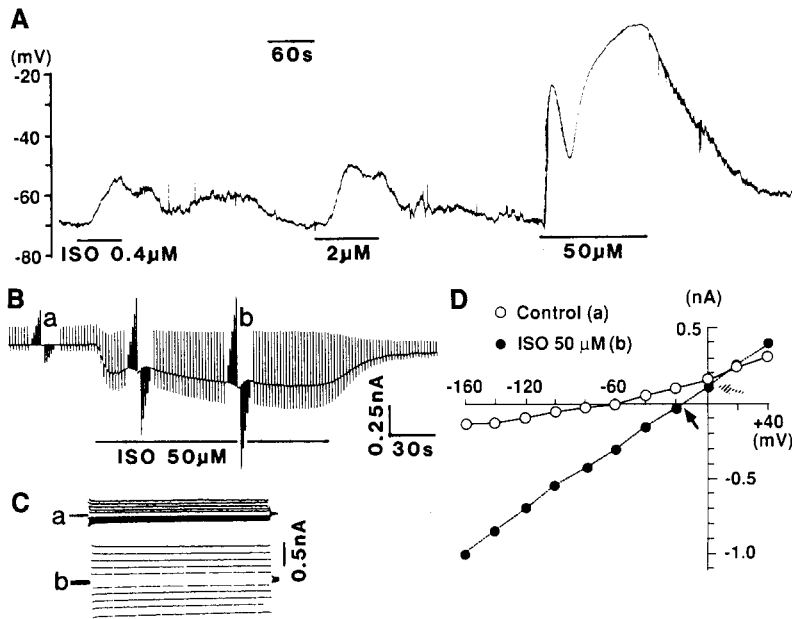 A
(mV)
60s
-20
-40
-60
-80
ISO 0.4µM
2µM
50µM
B
a
b
ISO 50µM
0.25nA
30s
C
a
b
0.5nA
D
(nA)
Control (a)
ISO 50 µM (b)
0.5
-160
-120
-80
-60
+40
(mV)
-0.5
-1.0